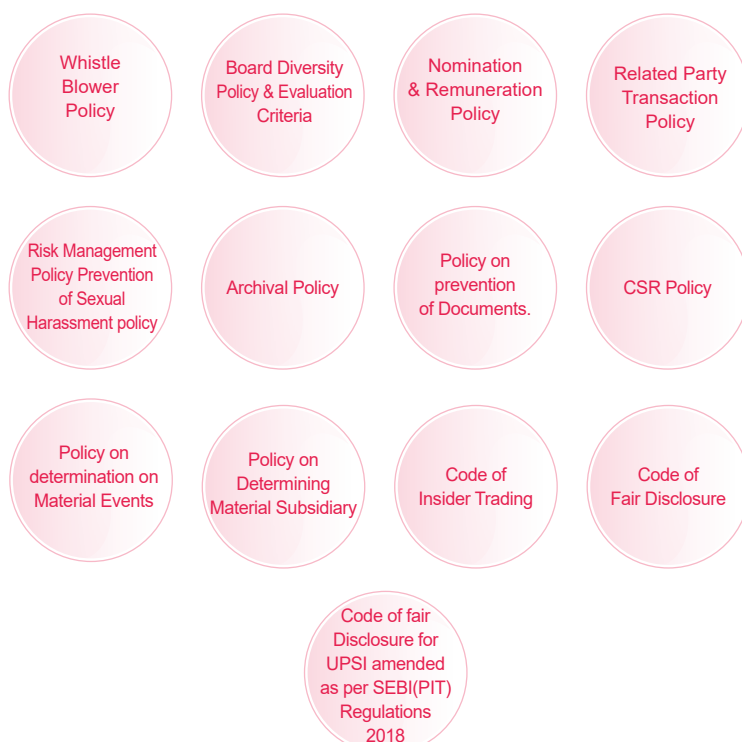 Whistle
Blower
Policy
Board Diversity
Policy & Evaluation
Criteria
Nomination
& Remuneration
Policy
Related Party
Transaction
Policy
Risk Management
Policy Prevention
of Sexual
Harassment policy
Archival Policy
Policy on
prevention
of Documents.
CSR Policy
Policy on
determination on
Material Events
Policy on
Determining
Material Subsidiary
Code of
Insider Trading
Code of
Fair Disclosure
Code of fair
Disclosure for
UPSI amended
as per SEBI(PIT)
Regulations
2018